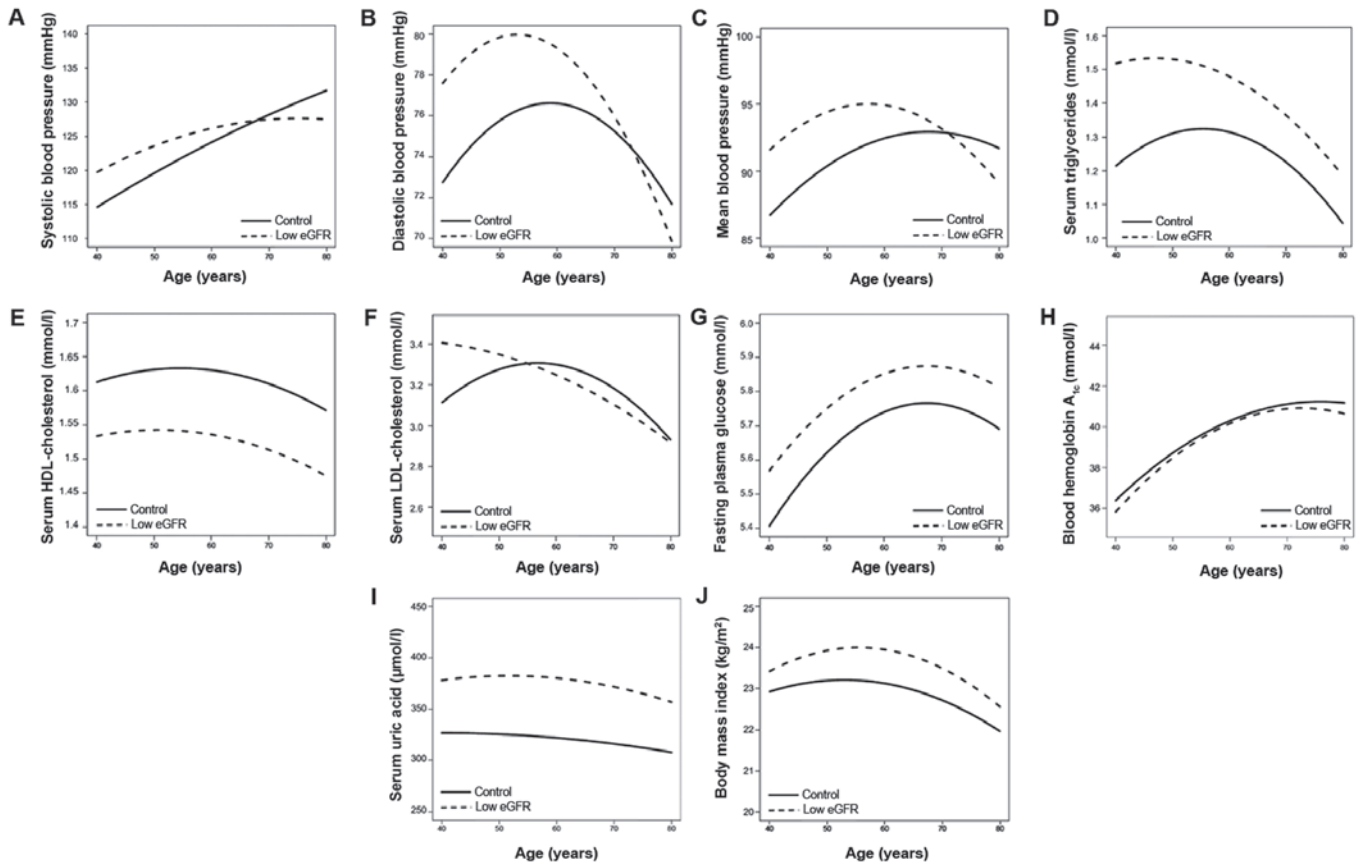 A
Systolic blood pressure (mmHg)
140
135
130
125
120
115
110
Control
Low eGFR
40 50 60 70 80
Age (years)
B
Diastolic blood pressure (mmHg)
80
78
76
74
72
70
Control
Low eGFR
40 50 60 70 80
Age (years)
C
Mean blood pressure (mmHg)
100
95
90
85
Control
Low eGFR
40 50 60 70 80
Age (years)
D
Serum triglycerides (mmol/l)
1.6
1.5
1.4
1.3
1.2
1.1
1.0
Control
Low eGFR
40 50 60 70 80
Age (years)
E
Serum HDL-cholesterol (mmol/l)
1.7
1.65
1.6
1.55
1.5
1.45
1.4
Control
Low eGFR
40 50 60 70 80
Age (years)
F
Serum LDL-cholesterol (mmol/l)
3.4
3.2
3.0
2.8
2.6
Control
Low eGFR
40 50 60 70 80
Age (years)
G
Fasting plasma glucose (mmol/l)
6.0
5.9
5.8
5.7
5.6
5.5
5.4
Control
Low eGFR
40 50 60 70 80
Age (years)
H
Blood hemoglobin A1c (mmol/l)
44
42
40
38
36
Control
Low eGFR
40 50 60 70 80
Age (years)
I
Serum uric acid (µmol/l)
450
400
350
300
250
Control
Low eGFR
40 50 60 70 80
Age (years)
J
Body mass index (kg/m²)
25
24
23
22
21
20
Control
Low eGFR
40 50 60 70 80
Age (years)